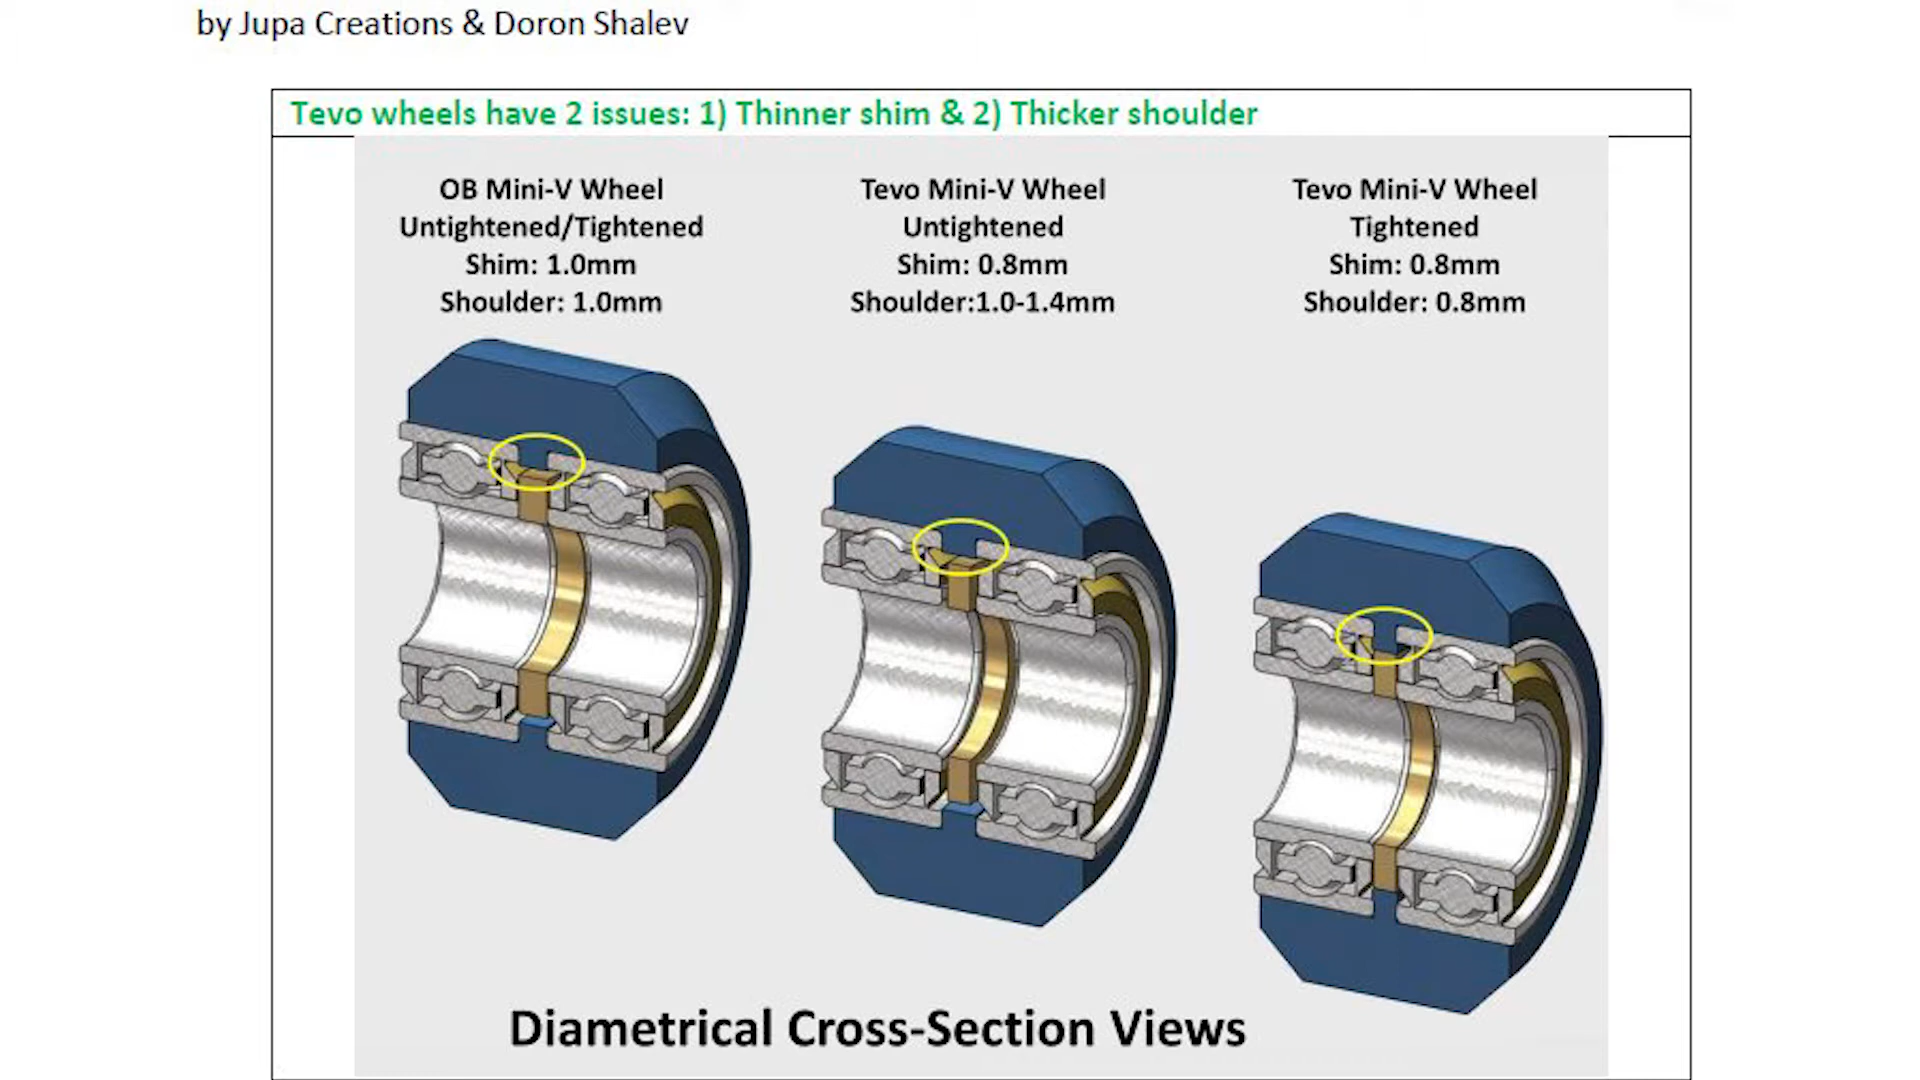 by Jupa Creations & Doron Shalev
Tevo wheels have 2 issues: 1) Thinner shim & 2) Thicker shoulder
OB Mini-V Wheel
Untightened/Tightened
Shim: 1.0mm
Shoulder: 1.0mm
Tevo Mini-V Wheel
Untightened
Shim: 0.8mm
Shoulder:1.0-1.4mm
Tevo Mini-V Wheel
Tightened
Shim: 0.8mm
Shoulder: 0.8mm
Diametrical Cross-Section Views